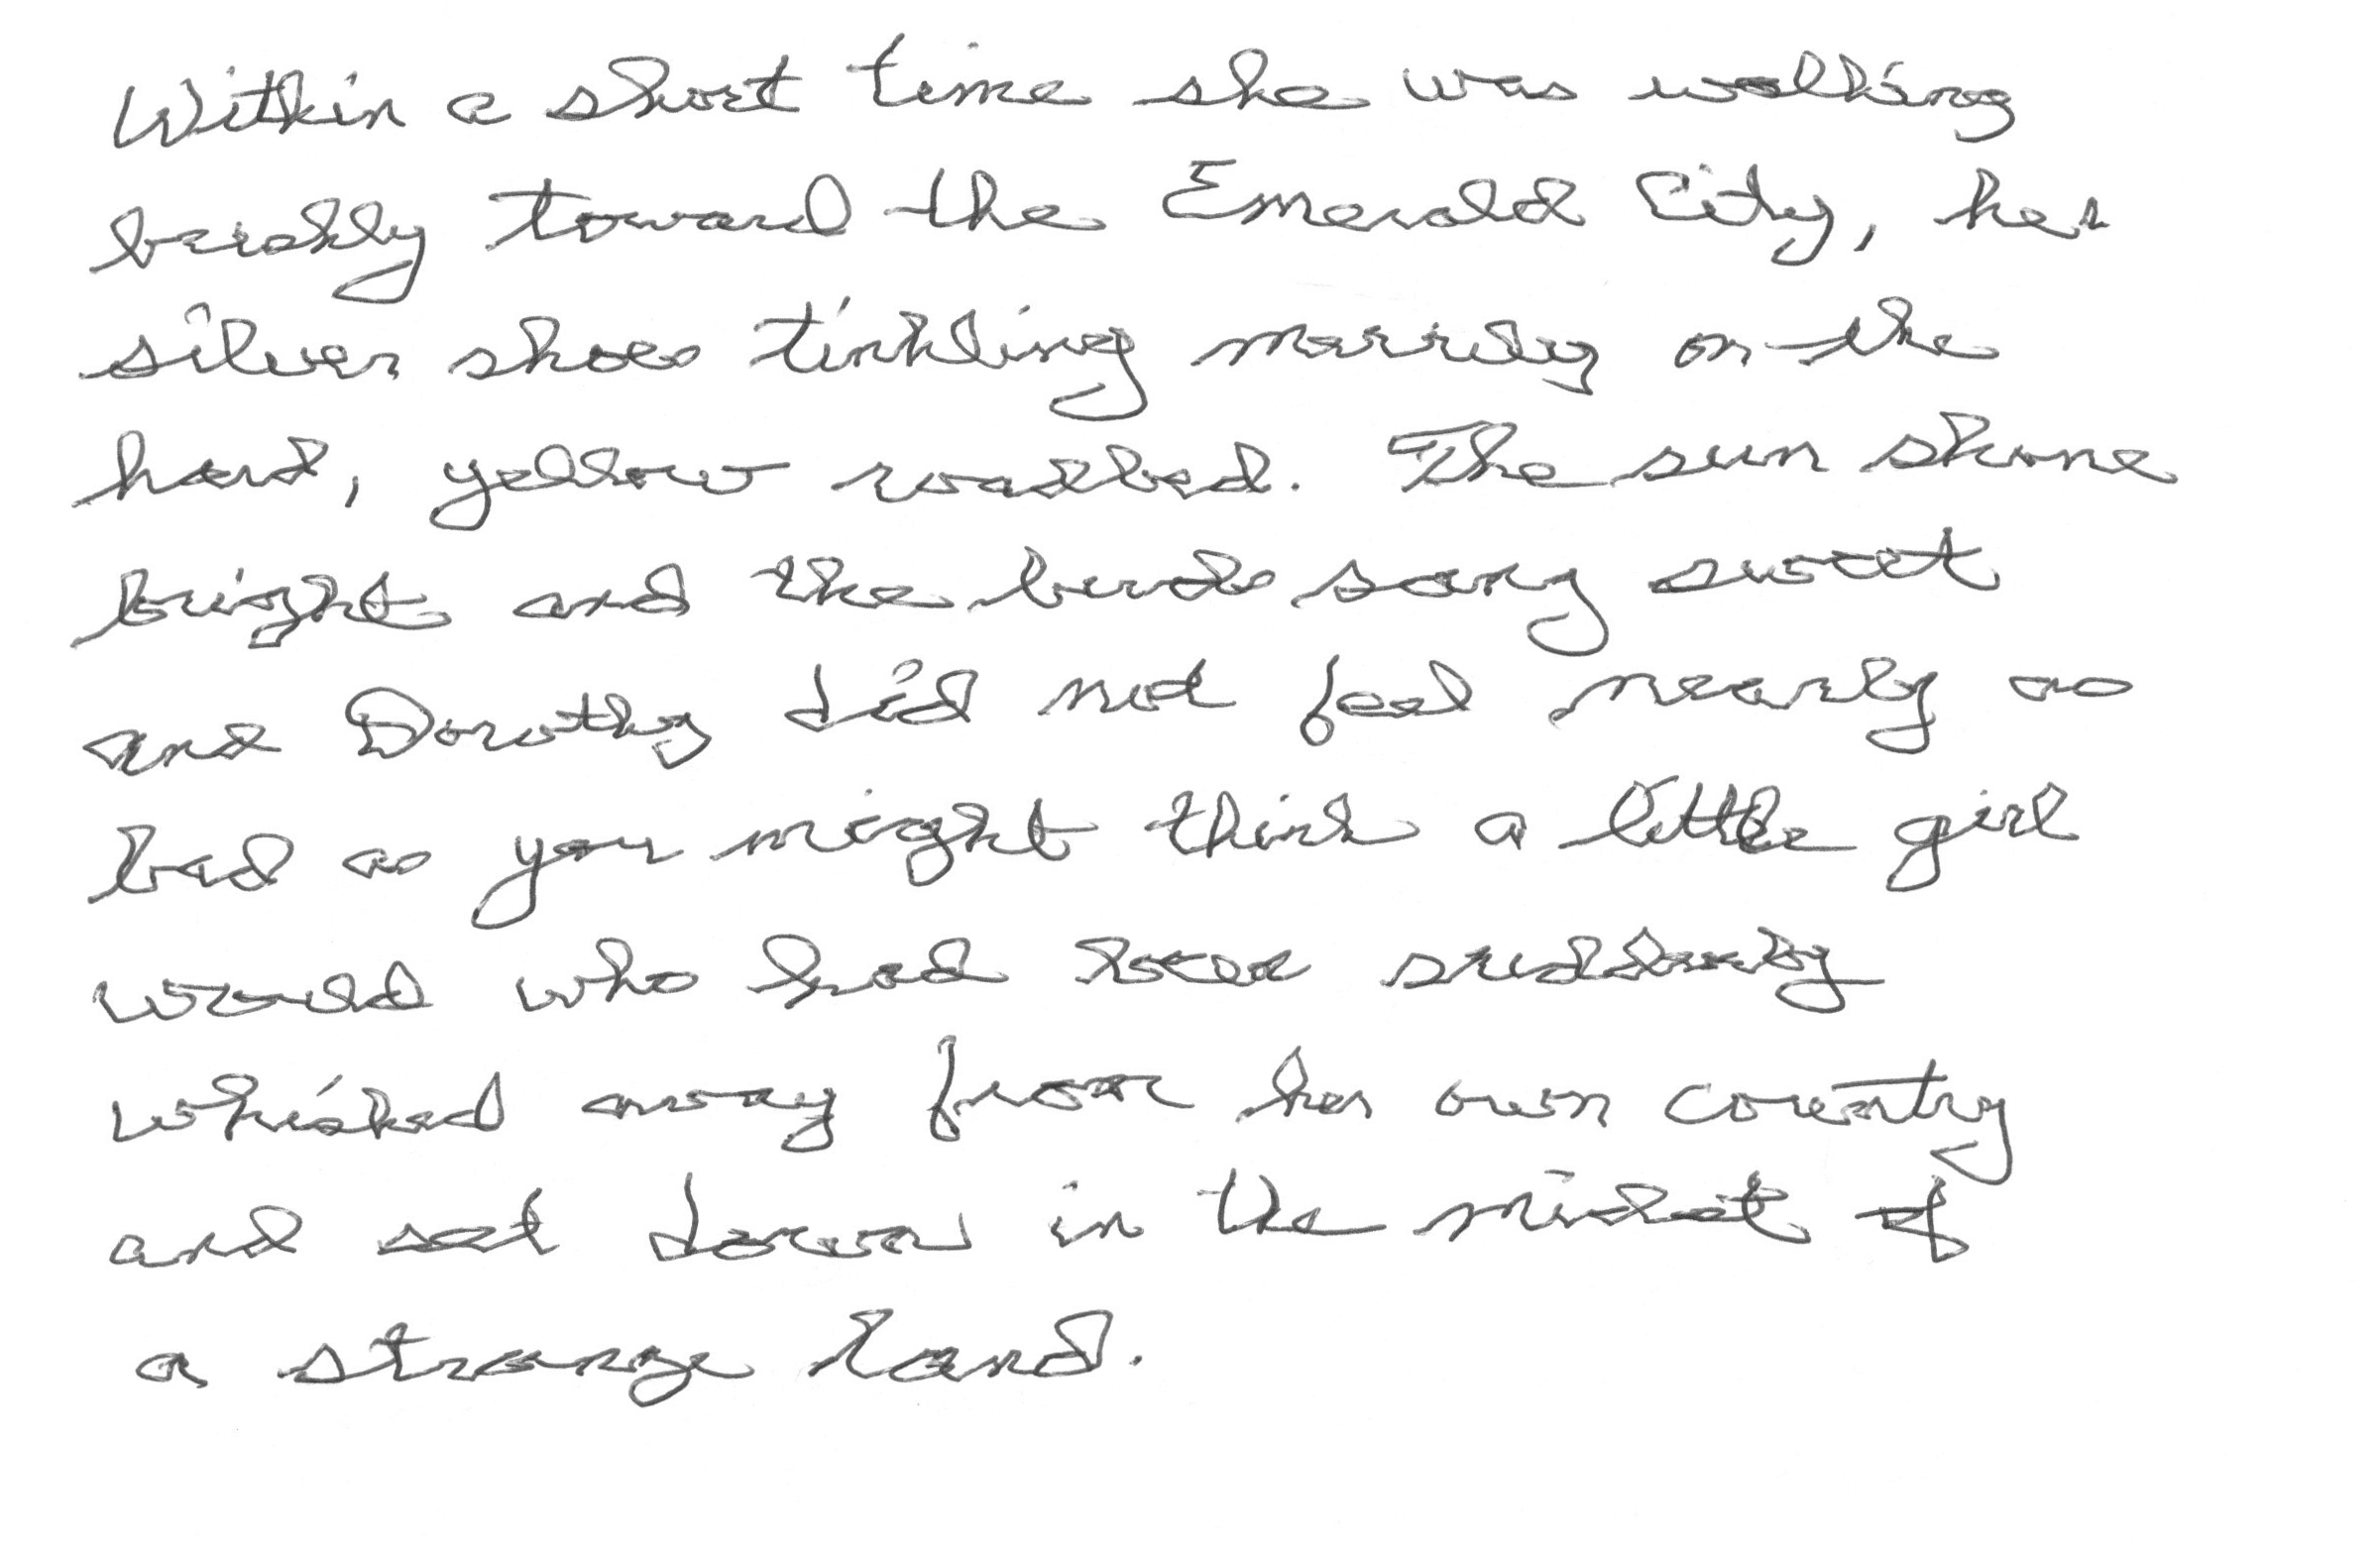 Within a short time she was walking
briskly toward the Emerald City, her
silver shoes tinkling merrily on the
hard, yellow roadbed. The sun shone
bright and the birds sang sweet
and Dorothy did not feel nearly as
bad as you might think a little girl
would who had been suddenly
whisked away from her own country
and set down in the midst of
a strange land.